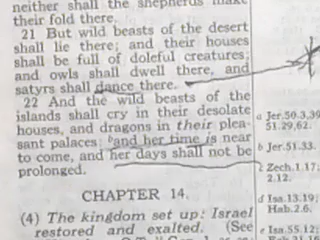 neither shall the shepherds make
their fold there.
21 But wild beasts of the desert
shall lie there; and their houses
shall be full of doleful creatures;
and owls shall dwell there, and
satyrs shall dance there.
22 And the wild beasts of the
islands shall cry in their desolate
houses, and dragons in their plea-
sant palaces: b and her time is near
to come, and her days shall not be
prolonged.
CHAPTER 14.
(4) The kingdom set up: Israel
restored and exalted. (See
a Jer.50.3,39;
51.29,62.
b Jer.51.33.
c Zech.1.17;
2.12.
d Isa.13.19;
Hab.2.6.
e Isa.55.12;